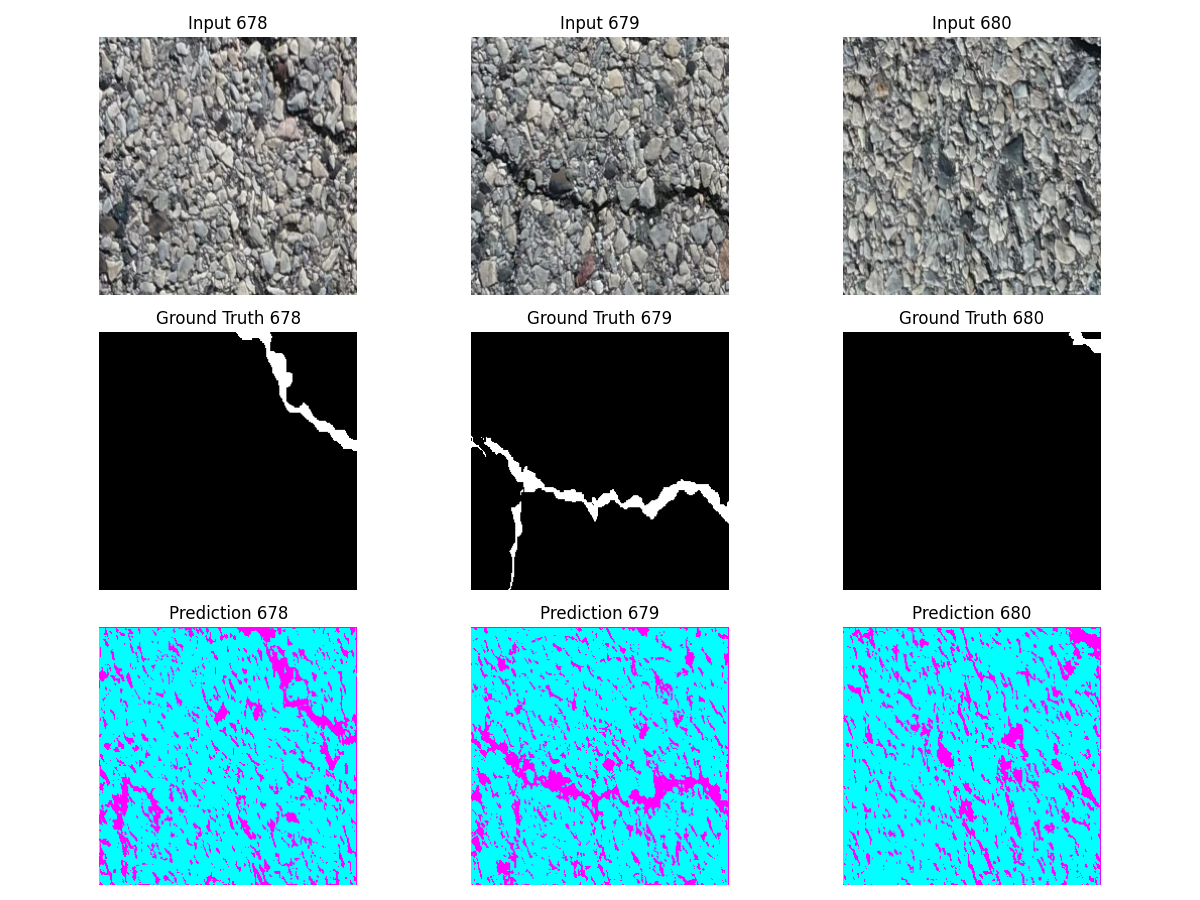 Input 678
Input 679
Input 680
Ground Truth 678
Ground Truth 679
Ground Truth 680
Prediction 678
Prediction 679
Prediction 680